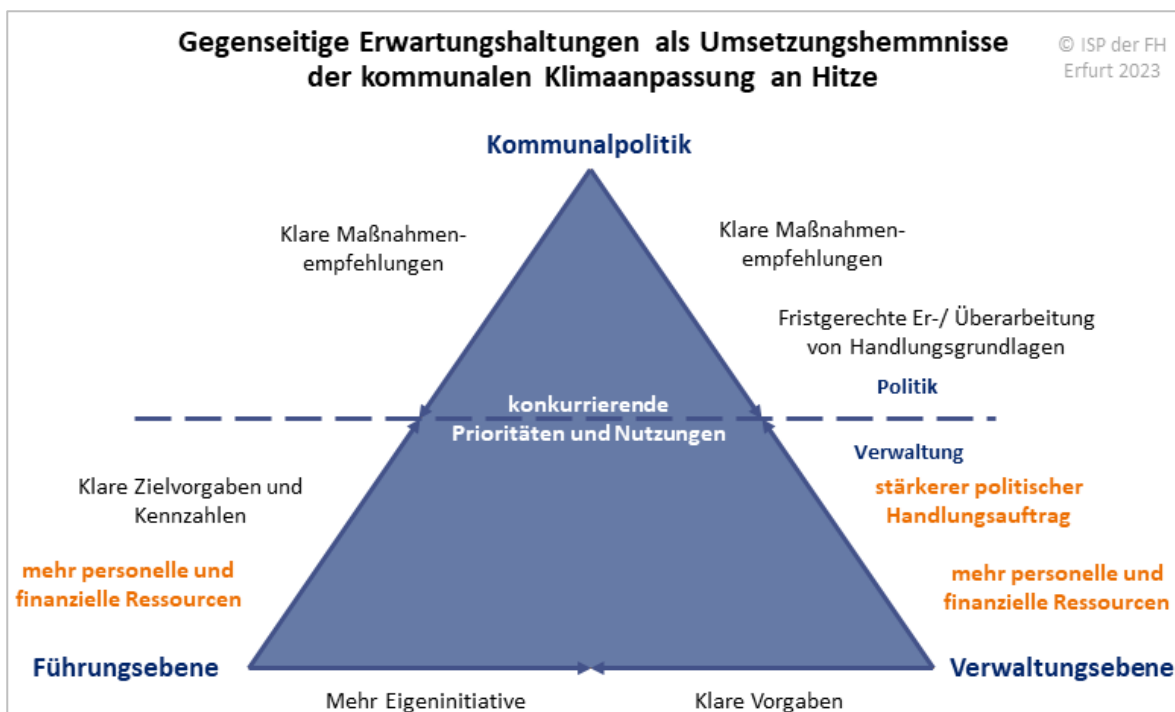 Gegenseitige Erwartungshaltungen als Umsetzungshemmnisse
der kommunalen Klimaanpassung an Hitze
© ISP der FH
Erfurt 2023
Kommunalpolitik
Klare Maßnahmen-
empfehlungen
Klare Maßnahmen-
empfehlungen
Fristgerechte Er-/ Überarbeitung
von Handlungsgrundlagen
Politik
konkurrierende
Prioritäten und Nutzungen
Verwaltung
Klare Zielvorgaben und
Kennzahlen
stärkerer politischer
Handlungsauftrag
mehr personelle und
finanzielle Ressourcen
mehr personelle und
finanzielle Ressourcen
Führungsebene
Verwaltungsebene
Mehr Eigeninitiative
Klare Vorgaben